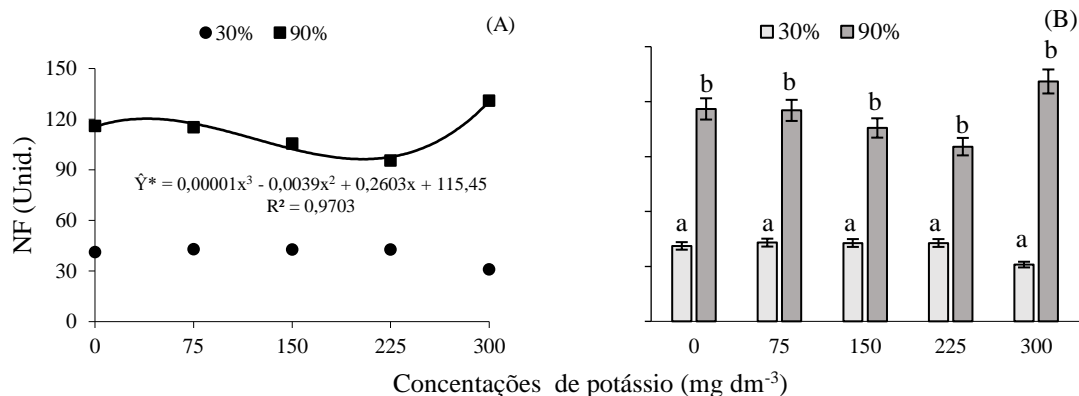 30% 90% (A)
NF (Unid.)
150
120
90
60
30
0
Ŷ* = 0,00001x³ - 0,0039x² + 0,2603x + 115,45
R² = 0,9703
0 75 150 225 300
30% 90% (B)
b b b b b
a a a a a
0 75 150 225 300
Concentações de potássio (mg dm⁻³)